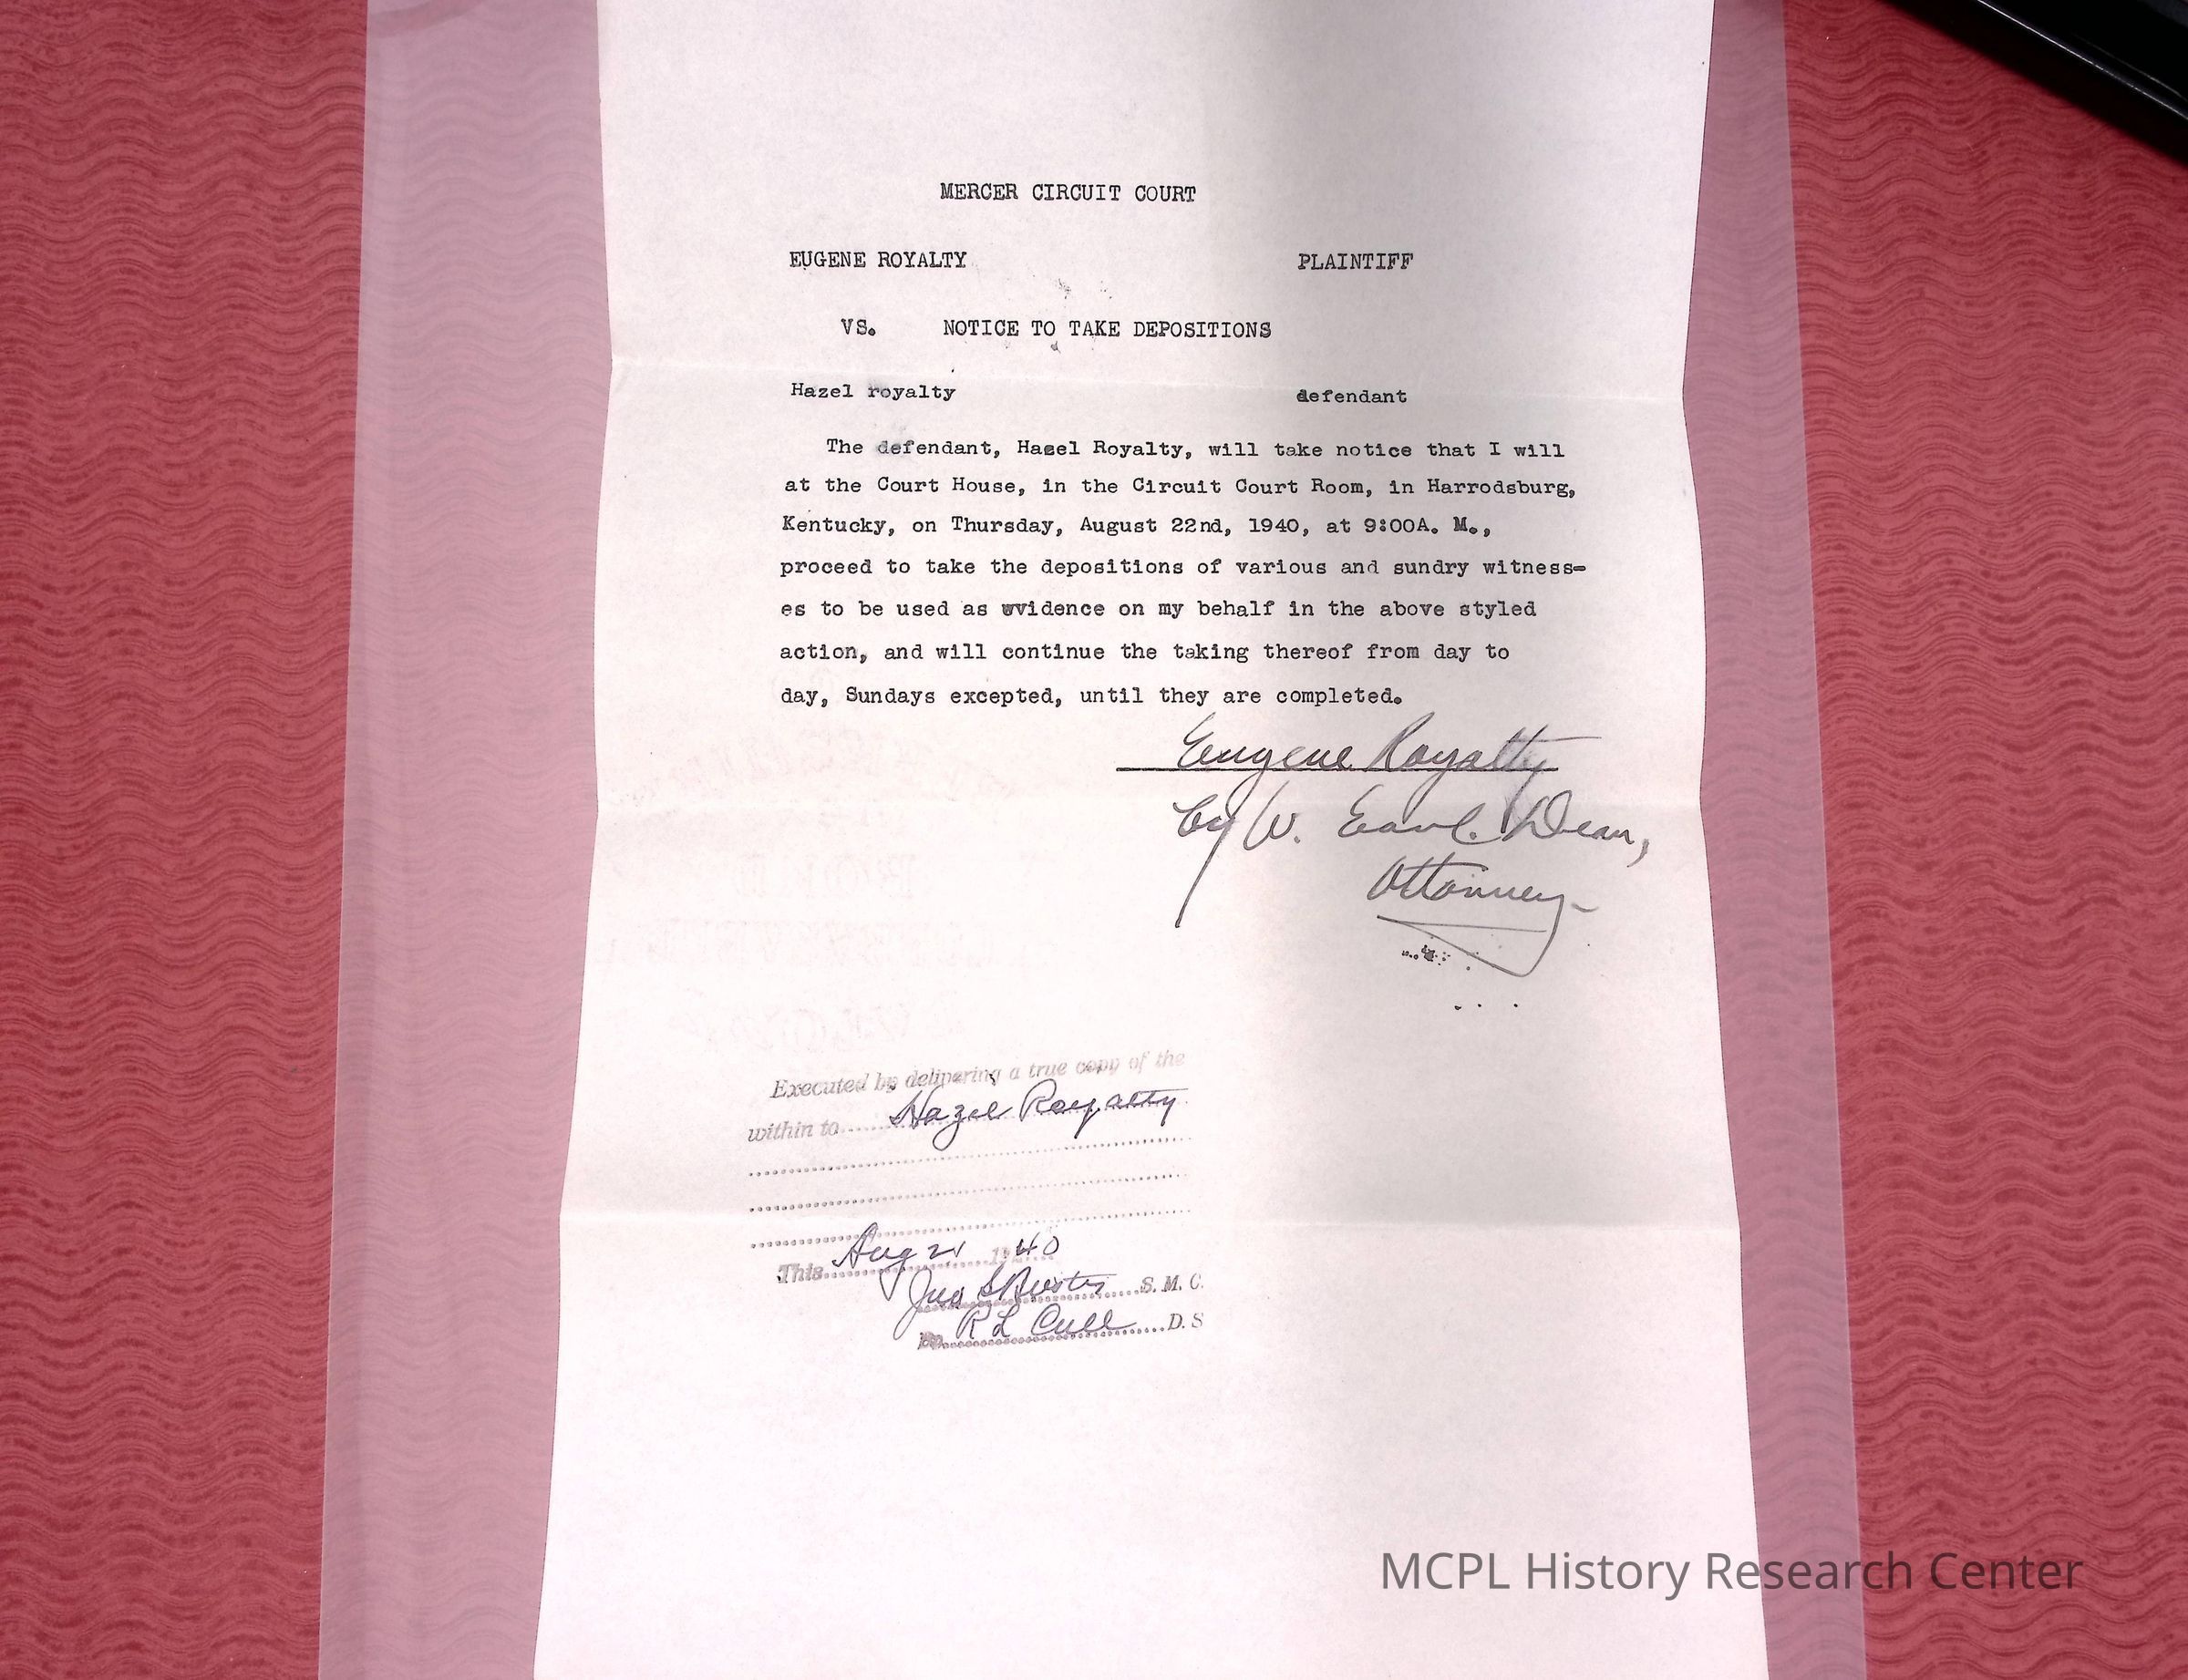 MERCER CIRCUIT COURT
EUGENE ROYALTY PLAINTIFF
VS. NOTICE TO TAKE DEPOSITIONS
Hazel royalty defendant
The defendant, Hazel Royalty, will take notice that I will
at the Court House, in the Circuit Court Room, in Harrodsburg,
Kentucky, on Thursday, August 22nd, 1940, at 9:00A. M.,
proceed to take the depositions of various and sundry witness-
es to be used as evidence on my behalf in the above styled
action, and will continue the taking thereof from day to
day, Sundays excepted, until they are completed.
Eugene Royalty
by W. Earl Dean,
Attorney
Executed by delivering a true copy of the
within to Hazel Royalty
This Aug 21 1940
Jno S. M. C.
By R L Cull D. S
MCPL History Research Center